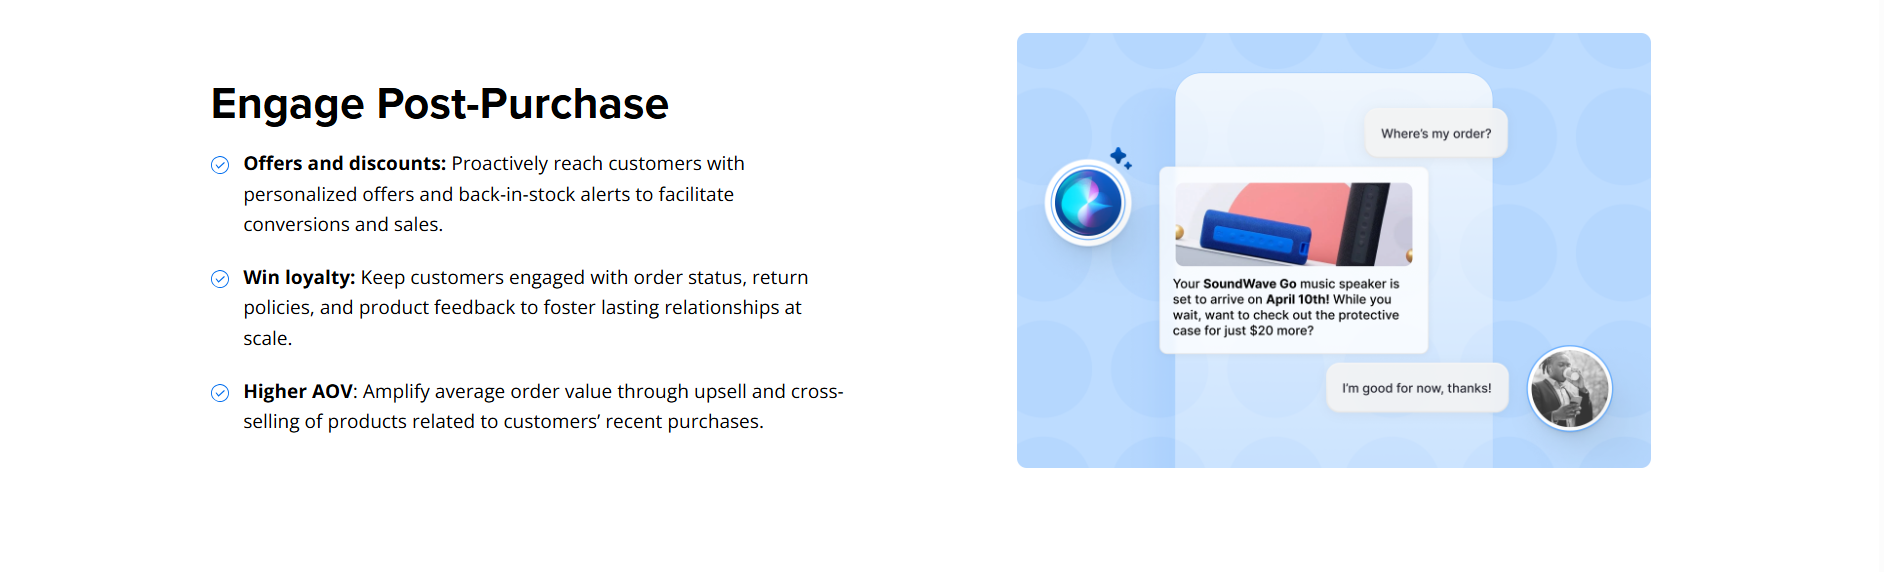 Engage Post-Purchase
Offers and discounts: Proactively reach customers with
personalized offers and back-in-stock alerts to facilitate
conversions and sales.
Win loyalty: Keep customers engaged with order status, return
policies, and product feedback to foster lasting relationships at
scale.
Higher AOV: Amplify average order value through upsell and cross-
selling of products related to customers’ recent purchases.
Where's my order?
Your SoundWave Go music speaker is
set to arrive on April 10th! While you
wait, want to check out the protective
case for just $20 more?
I'm good for now, thanks!